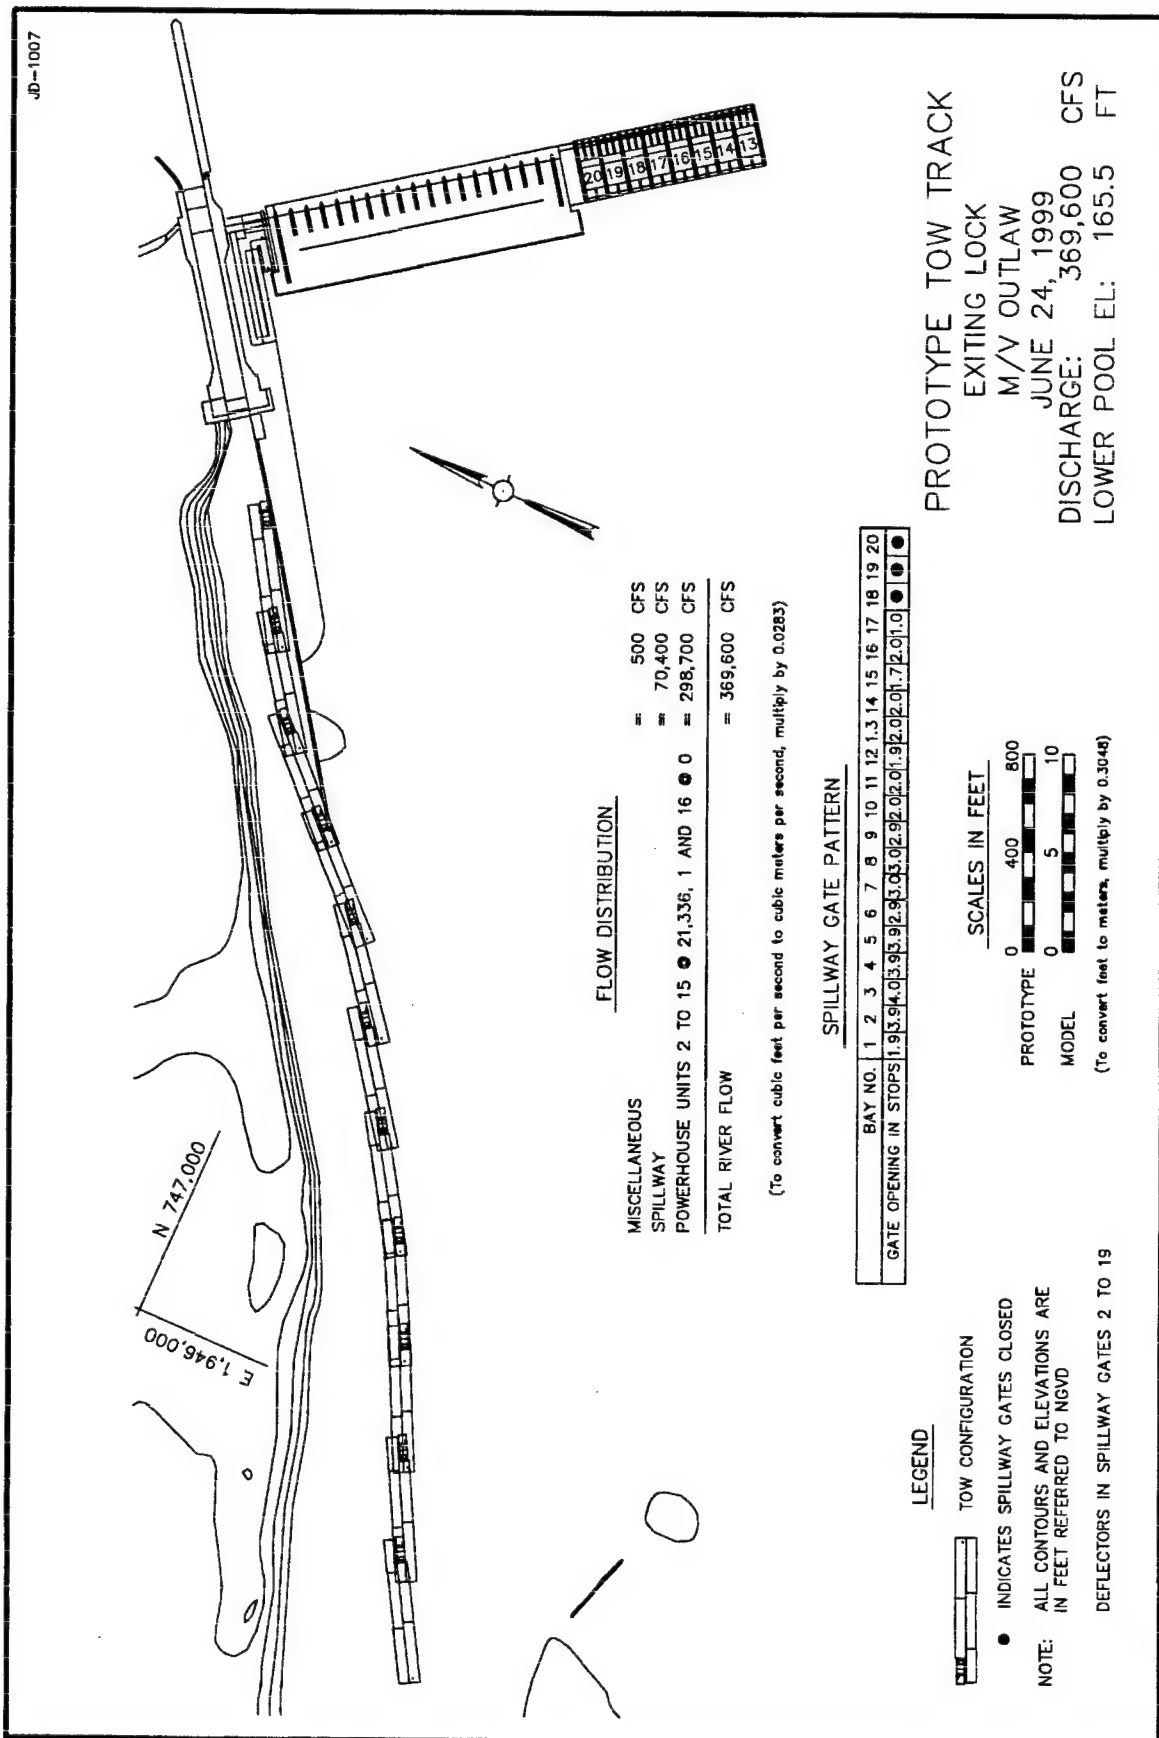 JD-1007
20 19 18 17 16 15 14 13
N 747,000
E 1,946,000
FLOW DISTRIBUTION
MISCELLANEOUS = 500 CFS
SPILLWAY = 70,400 CFS
POWERHOUSE UNITS 2 TO 15 @ 21,336, 1 AND 16 @ 0 = 298,700 CFS
TOTAL RIVER FLOW = 369,600 CFS
(To convert cubic feet per second to cubic meters per second, multiply by 0.0283)
SPILLWAY GATE PATTERN
BAY NO. 1 2 3 4 5 6 7 8 9 10 11 12 1.3 14 15 16 17 18 19 20
GATE OPENING IN STOPS 1.9 3.9 4.0 3.9 3.9 2.9 3.0 3.0 2.9 2.0 2.0 1.9 2.0 2.0 1.7 2.0 1.0 ● ● ●
LEGEND
TOW CONFIGURATION
● INDICATES SPILLWAY GATES CLOSED
NOTE: ALL CONTOURS AND ELEVATIONS ARE
IN FEET REFERRED TO NGVD
DEFLECTORS IN SPILLWAY GATES 2 TO 19
SCALES IN FEET
PROTOTYPE 0 400 800
MODEL 0 5 10
(To convert feet to meters, multiply by 0.3048)
PROTOTYPE TOW TRACK
EXITING LOCK
M/V OUTLAW
JUNE 24, 1999
DISCHARGE: 369,600 CFS
LOWER POOL EL: 165.5 FT